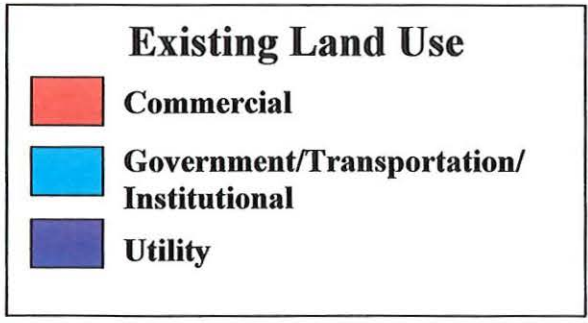 Existing Land Use
Commercial
Government/Transportation/
Institutional
Utility